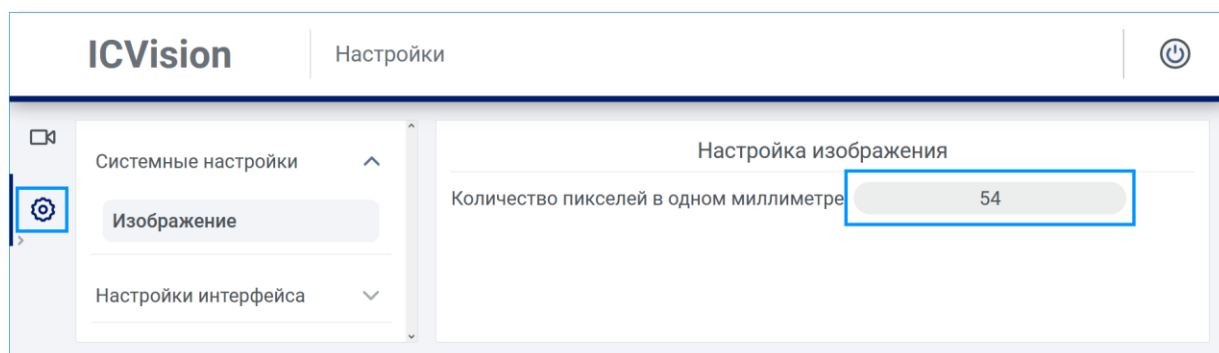 ICVision
Настройки
Системные настройки
Изображение
Настройки интерфейса
Настройка изображения
Количество пикселей в одном миллиметре 54